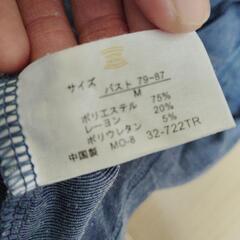 サイズ バスト 79-87
M
ポリエステル 75%
レーヨン 20%
ポリウレタン 5%
中国製 MO-8 32-722TR